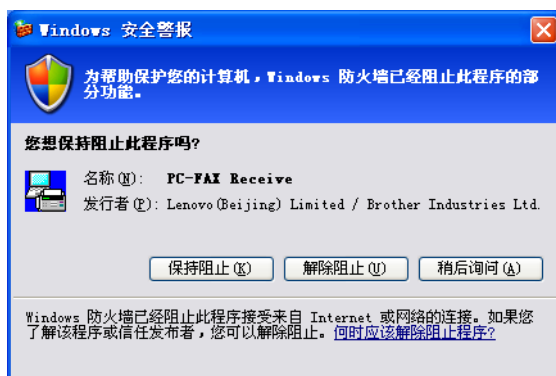 Windows 安全警报
为帮助保护您的计算机，Windows 防火墙已经阻止此程序的部
分功能。
您想保持阻止此程序吗？
名称(N)： PC-FAX Receive
发行者(P)： Lenovo(Beijing) Limited / Brother Industries Ltd.
保持阻止(K) 解除阻止(U) 稍后询问(A)
Windows 防火墙已经阻止此程序接受来自 Internet 或网络的连接。如果您
了解该程序或信任发布者，您可以解除阻止。何时应该解除阻止程序？